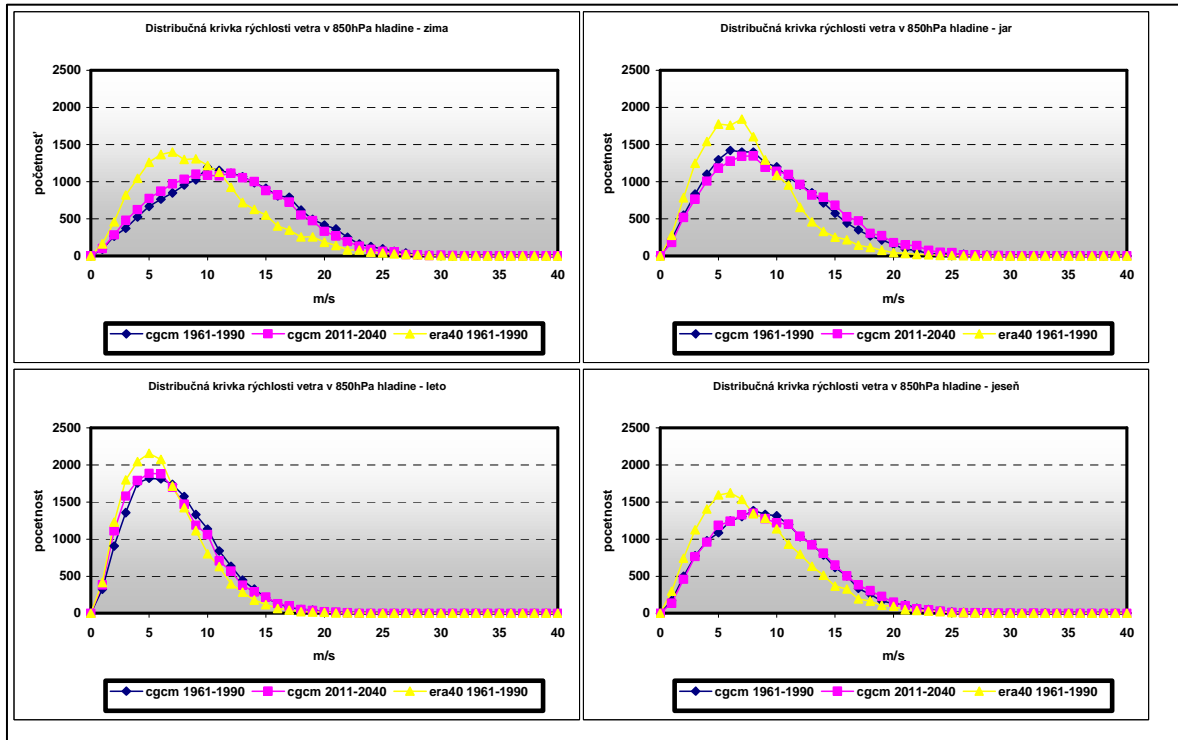 Distribučná krivka rýchlosti vetra v 850hPa hladine - zima
2500
2000
1500
1000
500
0
0 5 10 15 20 25 30 35 40
početnosť
m/s
cgcm 1961-1990 cgcm 2011-2040 era40 1961-1990
Distribučná krivka rýchlosti vetra v 850hPa hladine - jar
2500
2000
1500
1000
500
0
0 5 10 15 20 25 30 35 40
pocetnost
m/s
cgcm 1961-1990 cgcm 2011-2040 era40 1961-1990
Distribučná krivka rýchlosti vetra v 850hPa hladine - leto
2500
2000
1500
1000
500
0
0 5 10 15 20 25 30 35 40
pocetnost
m/s
cgcm 1961-1990 cgcm 2011-2040 era40 1961-1990
Distribučná krivka rýchlosti vetra v 850hPa hladine - jeseň
2500
2000
1500
1000
500
0
0 5 10 15 20 25 30 35 40
pocetnost
m/s
cgcm 1961-1990 cgcm 2011-2040 era40 1961-1990